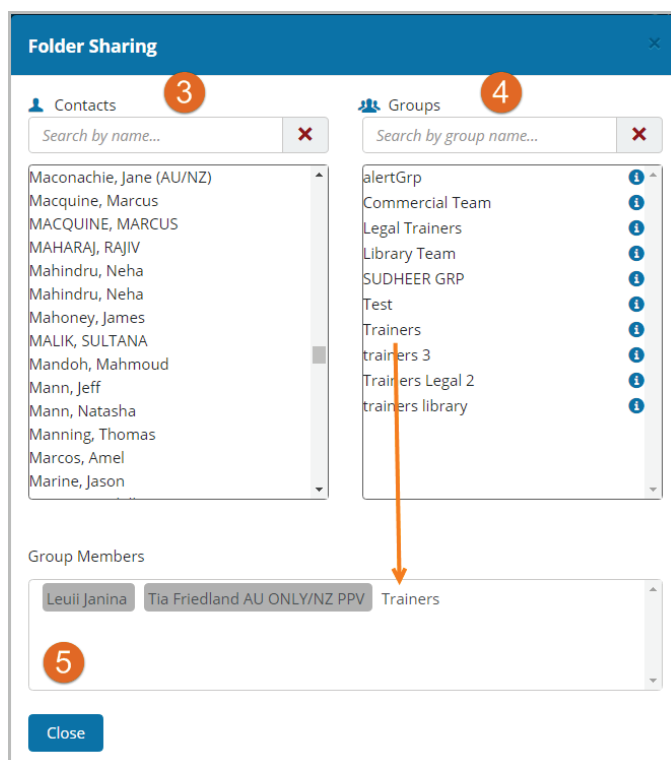 Folder Sharing
×
Contacts
3
Search by name...
Maconachie, Jane (AU/NZ)
Macquine, Marcus
MACQUINE, MARCUS
MAHARAJ, RAJIV
Mahindru, Neha
Mahindru, Neha
Mahoney, James
MALIK, SULTANA
Mandoh, Mahmoud
Mann, Jeff
Mann, Natasha
Manning, Thomas
Marcos, Amel
Marine, Jason
Groups
4
Search by group name...
alertGrp
Commercial Team
Legal Trainers
Library Team
SUDHEER GRP
Test
Trainers
trainers 3
Trainers Legal 2
trainers library
Group Members
Leuii Janina Tia Friedland AU ONLY/NZ PPV Trainers
5
Close